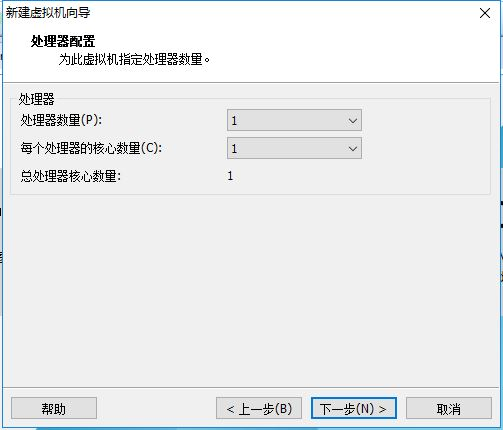 新建虚拟机向导
处理器配置
为此虚拟机指定处理器数量。
处理器
处理器数量(P): 1
每个处理器的核心数量(C): 1
总处理器核心数量: 1
帮助 < 上一步(B) 下一步(N) > 取消